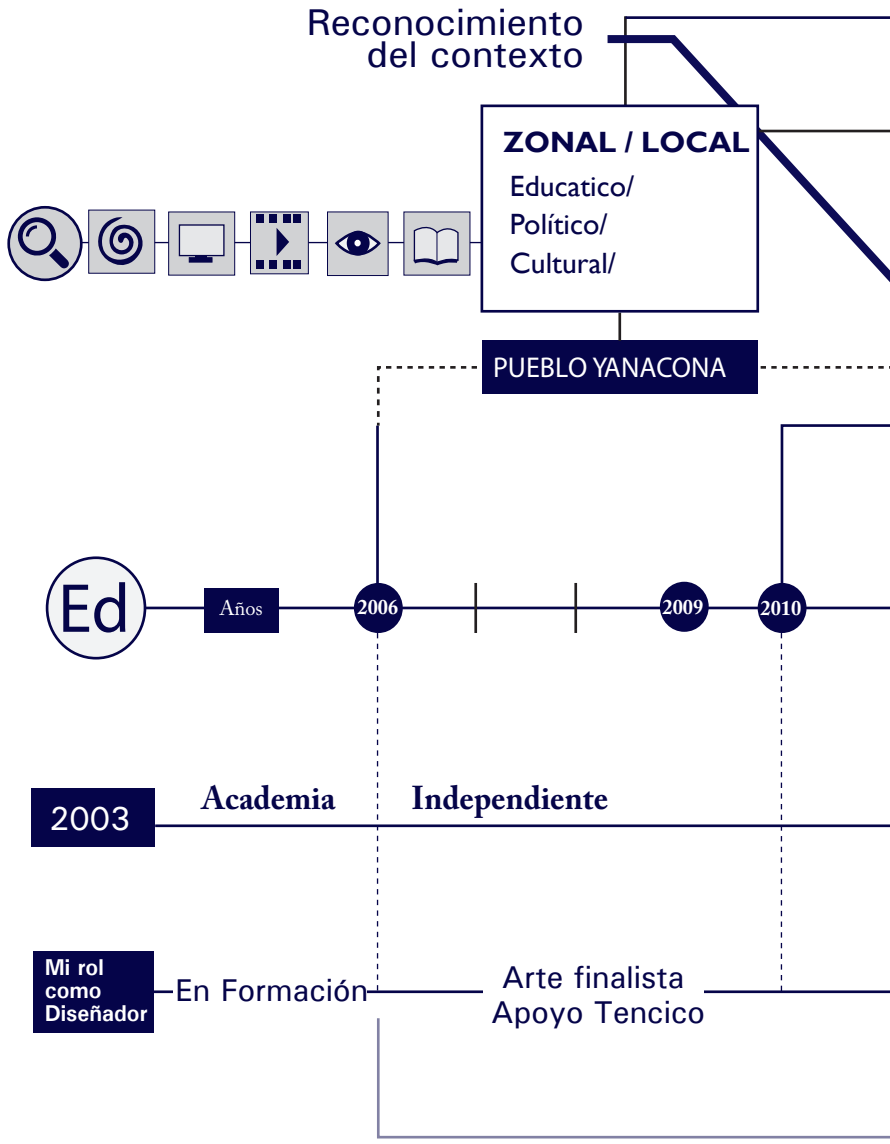 Reconocimiento
del contexto
ZONAL / LOCAL
Educatico/
Político/
Cultural/
PUEBLO YANACONA
Ed
Años
2006
2009
2010
2003
Academia
Independiente
Mi rol
como
Diseñador
En Formación
Arte finalista
Apoyo Tencico